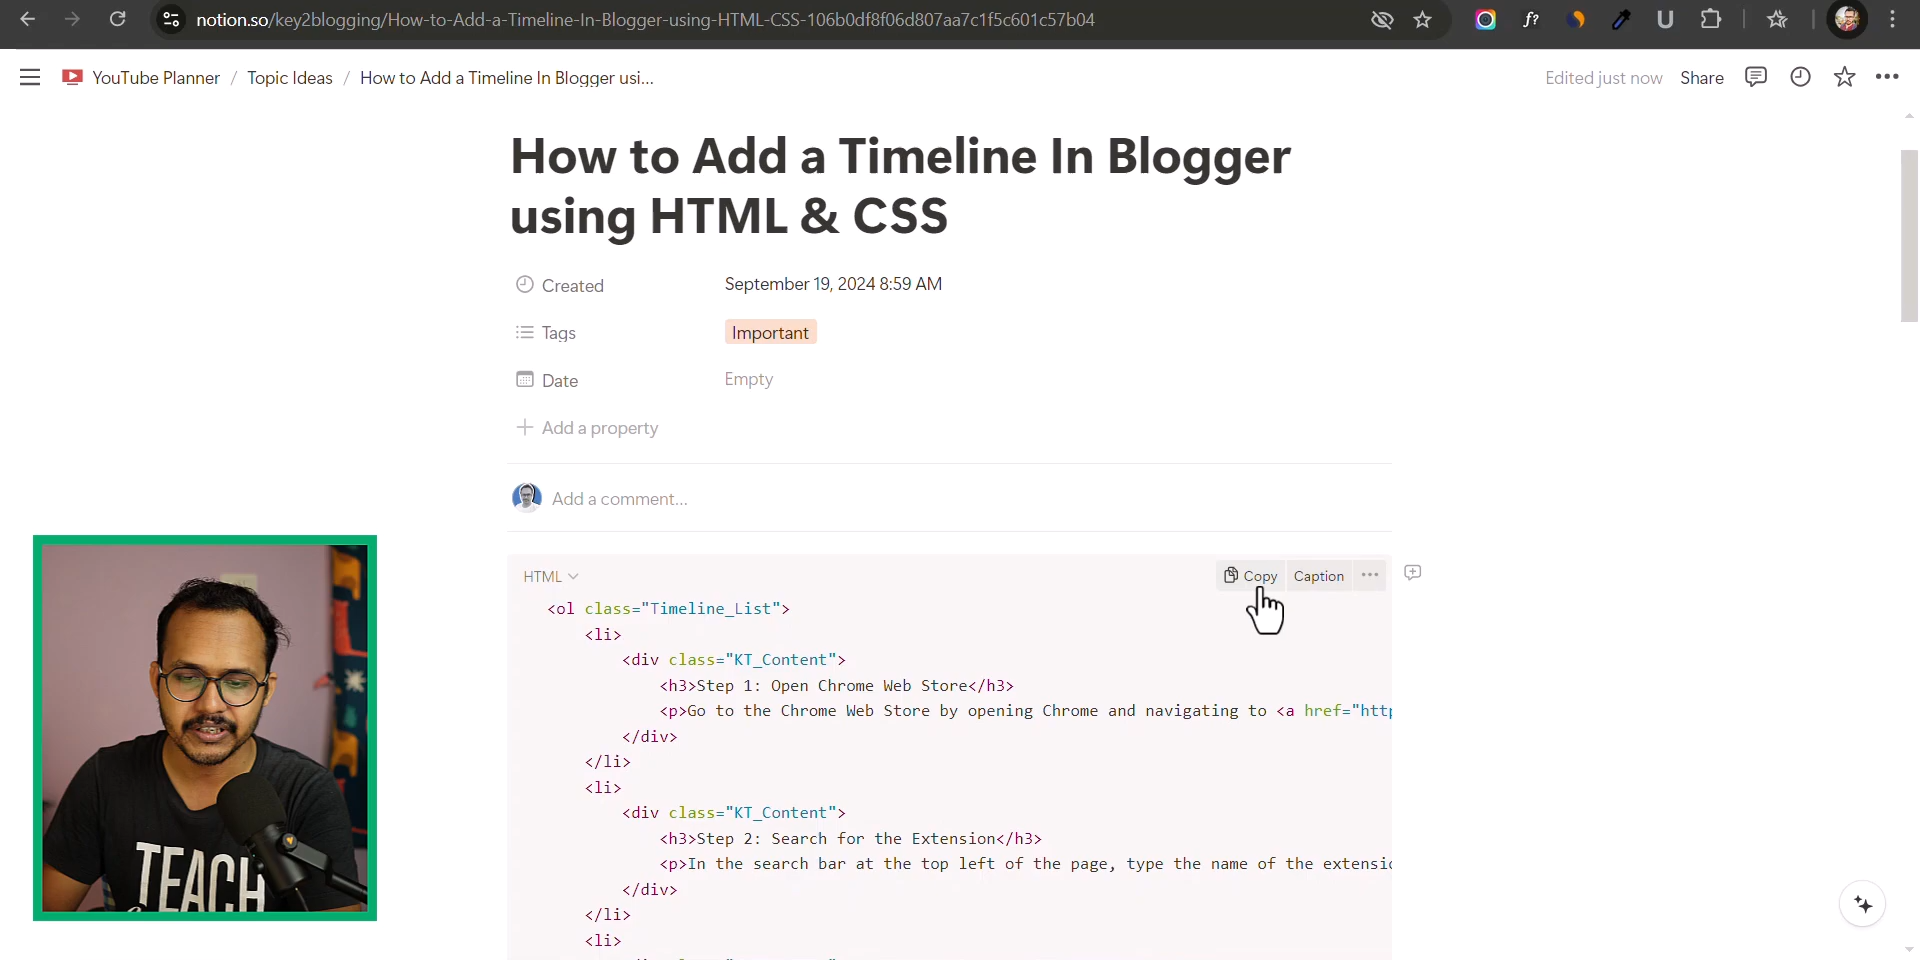 notion.so/key2blogging/How-to-Add-a-Timeline-In-Blogger-using-HTML-CSS-106b0df8f06d807aa7c1f5c601c57b04
f?
U
YouTube Planner / Topic Ideas / How to Add a Timeline In Blogger usi...
Edited just now Share
How to Add a Timeline In Blogger
using HTML & CSS
Created September 19, 2024 8:59 AM
Tags Important
Date Empty
Add a property
Add a comment...
HTML Copy Caption
<ol class="Timeline_List">
<li>
<div class="KT_Content">
<h3>Step 1: Open Chrome Web Store</h3>
<p>Go to the Chrome Web Store by opening Chrome and navigating to <a href="http
</div>
</li>
<li>
<div class="KT_Content">
<h3>Step 2: Search for the Extension</h3>
<p>In the search bar at the top left of the page, type the name of the extensio
</div>
</li>
<li>
TEACH